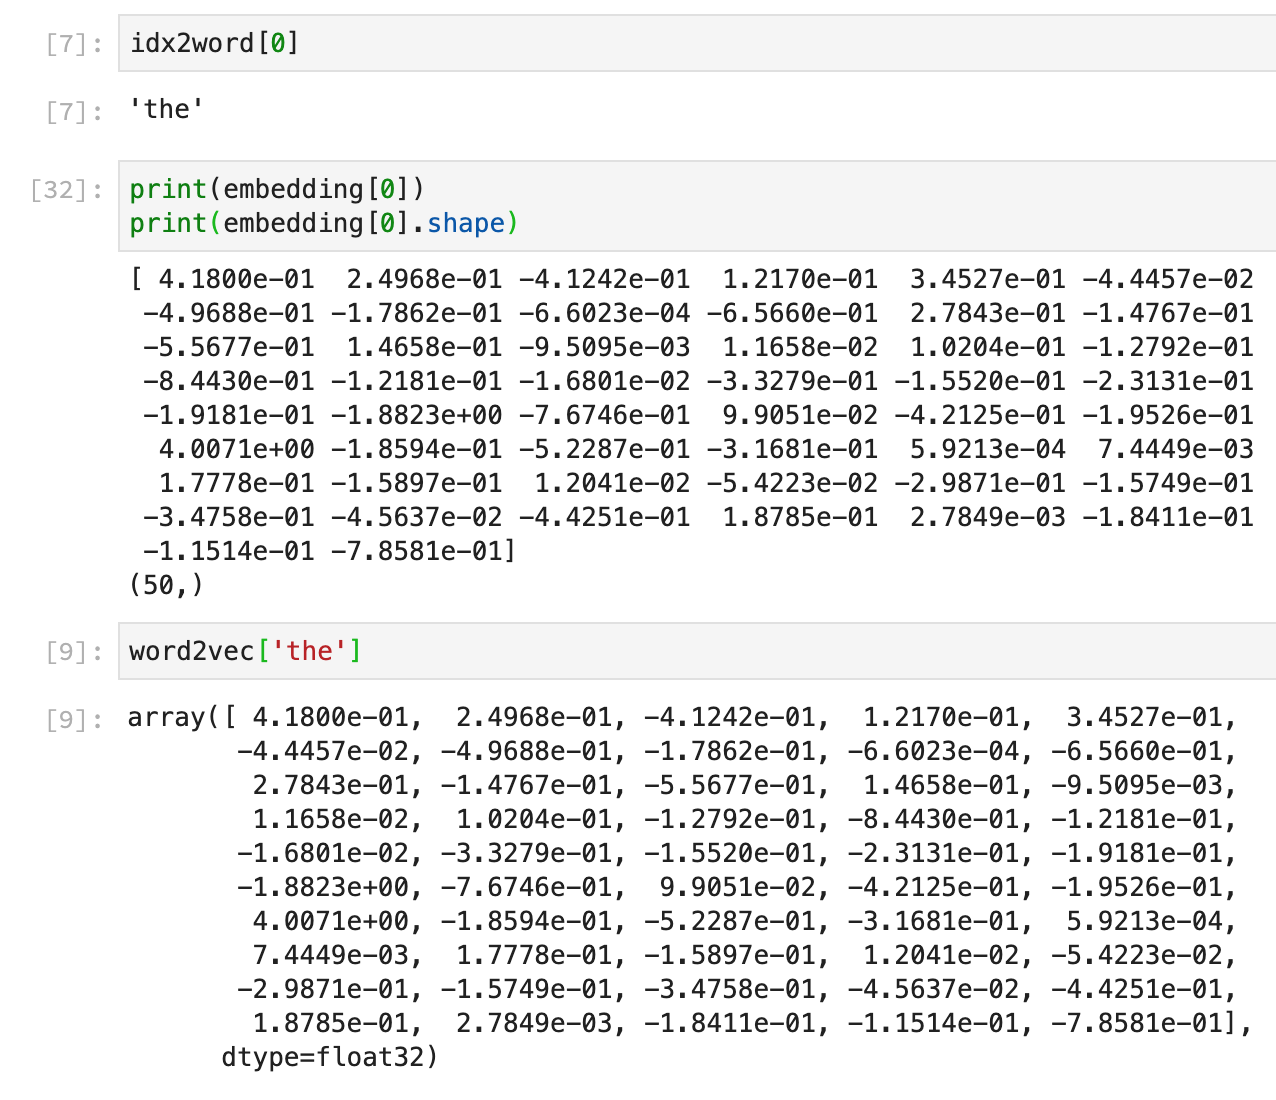 [7]: idx2word[0]
[7]: 'the'
[32]: print(embedding[0])
print(embedding[0].shape)
[ 4.1800e-01  2.4968e-01 -4.1242e-01  1.2170e-01  3.4527e-01 -4.4457e-02
 -4.9688e-01 -1.7862e-01 -6.6023e-04 -6.5660e-01  2.7843e-01 -1.4767e-01
 -5.5677e-01  1.4658e-01 -9.5095e-03  1.1658e-02  1.0204e-01 -1.2792e-01
 -8.4430e-01 -1.2181e-01 -1.6801e-02 -3.3279e-01 -1.5520e-01 -2.3131e-01
 -1.9181e-01 -1.8823e+00 -7.6746e-01  9.9051e-02 -4.2125e-01 -1.9526e-01
  4.0071e+00 -1.8594e-01 -5.2287e-01 -3.1681e-01  5.9213e-04  7.4449e-03
  1.7778e-01 -1.5897e-01  1.2041e-02 -5.4223e-02 -2.9871e-01 -1.5749e-01
 -3.4758e-01 -4.5637e-02 -4.4251e-01  1.8785e-01  2.7849e-03 -1.8411e-01
 -1.1514e-01 -7.8581e-01]
(50,)
[9]: word2vec['the']
[9]: array([ 4.1800e-01,  2.4968e-01, -4.1242e-01,  1.2170e-01,  3.4527e-01,
       -4.4457e-02, -4.9688e-01, -1.7862e-01, -6.6023e-04, -6.5660e-01,
        2.7843e-01, -1.4767e-01, -5.5677e-01,  1.4658e-01, -9.5095e-03,
        1.1658e-02,  1.0204e-01, -1.2792e-01, -8.4430e-01, -1.2181e-01,
       -1.6801e-02, -3.3279e-01, -1.5520e-01, -2.3131e-01, -1.9181e-01,
       -1.8823e+00, -7.6746e-01,  9.9051e-02, -4.2125e-01, -1.9526e-01,
        4.0071e+00, -1.8594e-01, -5.2287e-01, -3.1681e-01,  5.9213e-04,
        7.4449e-03,  1.7778e-01, -1.5897e-01,  1.2041e-02, -5.4223e-02,
       -2.9871e-01, -1.5749e-01, -3.4758e-01, -4.5637e-02, -4.4251e-01,
        1.8785e-01,  2.7849e-03, -1.8411e-01, -1.1514e-01, -7.8581e-01],
      dtype=float32)